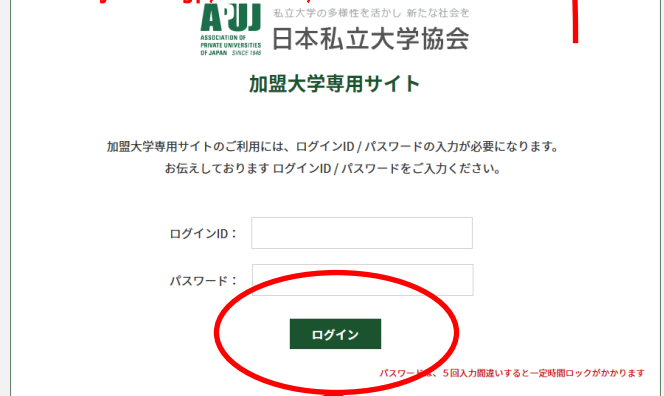 私立大学の多様性を活かし 新たな社会を
APUJ
ASSOCIATION OF
PRIVATE UNIVERSITIES
OF JAPAN SINCE 1946
日本私立大学協会
加盟大学専用サイト
加盟大学専用サイトのご利用には、ログインID / パスワードの入力が必要になります。
お伝えしております ログインID / パスワードをご入力ください。
ログインID：
パスワード：
ログイン
パスワードは、５回入力間違いすると一定時間ロックがかかります